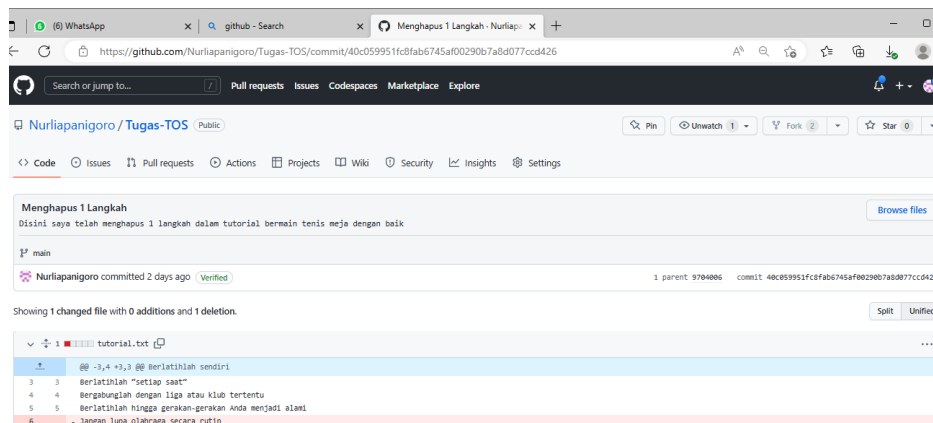 (6) WhatsApp
github - Search
Menghapus 1 Langkah · Nurliapa
https://github.com/Nurliapanigoro/Tugas-TOS/commit/40c059951fc8fab6745af00290b7a8d077ccd426
Search or jump to... / Pull requests Issues Codespaces Marketplace Explore
Nurliapanigoro / Tugas-TOS Public Pin Unwatch 1 Fork 2 Star 0
Code Issues Pull requests Actions Projects Wiki Security Insights Settings
Menghapus 1 Langkah
Browse files
Disini saya telah menghapus 1 langkah dalam tutorial bermain tenis meja dengan baik
main
Nurliapanigoro committed 2 days ago Verified 1 parent 9704006 commit 40c059951fc8fab6745af00290b7a8d077ccd42
Showing 1 changed file with 0 additions and 1 deletion. Split Unified
1 tutorial.txt
@@ -3,4 +3,3 @@ Berlatihlah sendiri
3 3 Berlatihlah "setiap saat"
4 4 Bergabunglah dengan liga atau klub tertentu
5 5 Berlatihlah hingga gerakan-gerakan Anda menjadi alami
6 - Jangan lupa olahraga secara rutin